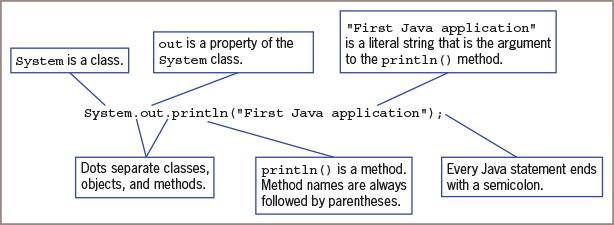 "First Java application"
is a literal string that is the argument
to the println() method.
out is a property of the
System class.
System is a class.
System.out.println("First Java application");
Dots separate classes,
objects, and methods.
println() is a method.
Method names are always
followed by parentheses.
Every Java statement ends
with a semicolon.